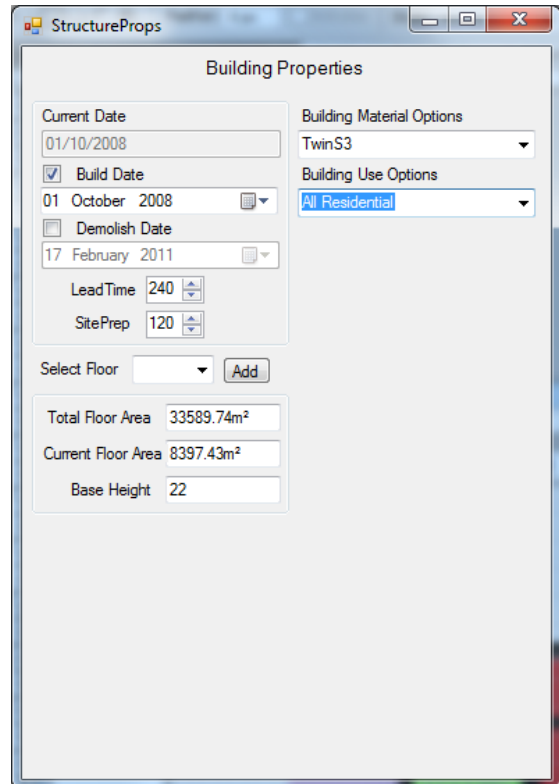 StructureProps
Building Properties
Current Date
01/10/2008
Build Date
01 October 2008
Demolish Date
17 February 2011
LeadTime 240
SitePrep 120
Select Floor Add
Total Floor Area 33589.74m²
Current Floor Area 8397.43m²
Base Height 22
Building Material Options
TwinS3
Building Use Options
All Residential